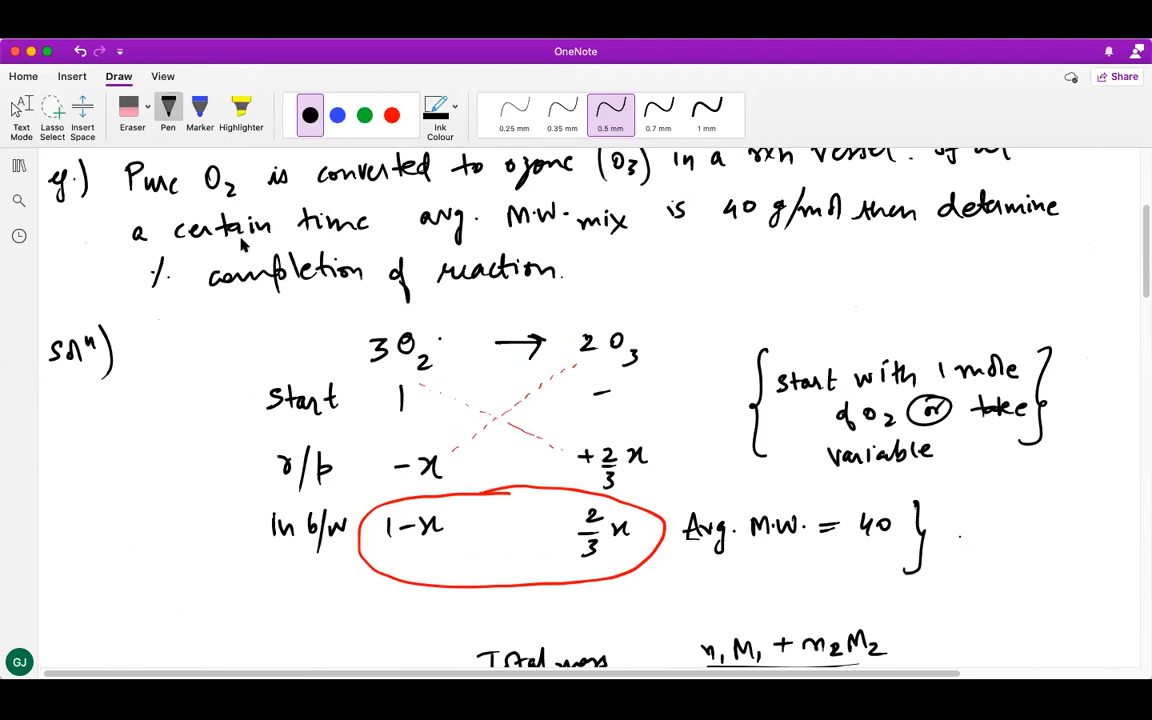 OneNote
Home Insert Draw View
Share
Text Mode
Lasso Select
Insert Space
Eraser
Pen
Marker
Highlighter
Ink Colour
0.25 mm
0.35 mm
0.5 mm
0.7 mm
1 mm
eg.) Pure O₂ is converted to ozone (O₃) in a rxn vessel. If at
a certain time avg. M.W. mix is 40 g/mol then determine
% completion of reaction.
Solⁿ)
3O₂ → 2O₃
start 1 –
r/p -x +2/3 x
in b/w 1-x 2/3 x Avg. M.W. = 40 }
{ start with 1 mole
of O₂ or take }
variable
Total mass n₁M₁ + n₂M₂
GJ